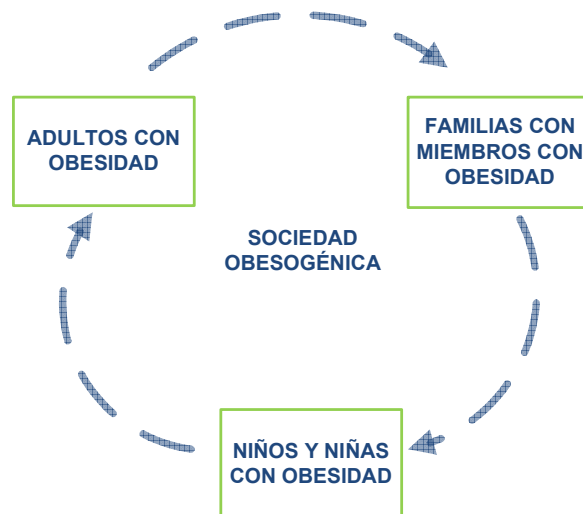 ADULTOS CON
OBESIDAD
FAMILIAS CON
MIEMBROS CON
OBESIDAD
SOCIEDAD
OBESOGÉNICA
NIÑOS Y NIÑAS
CON OBESIDAD